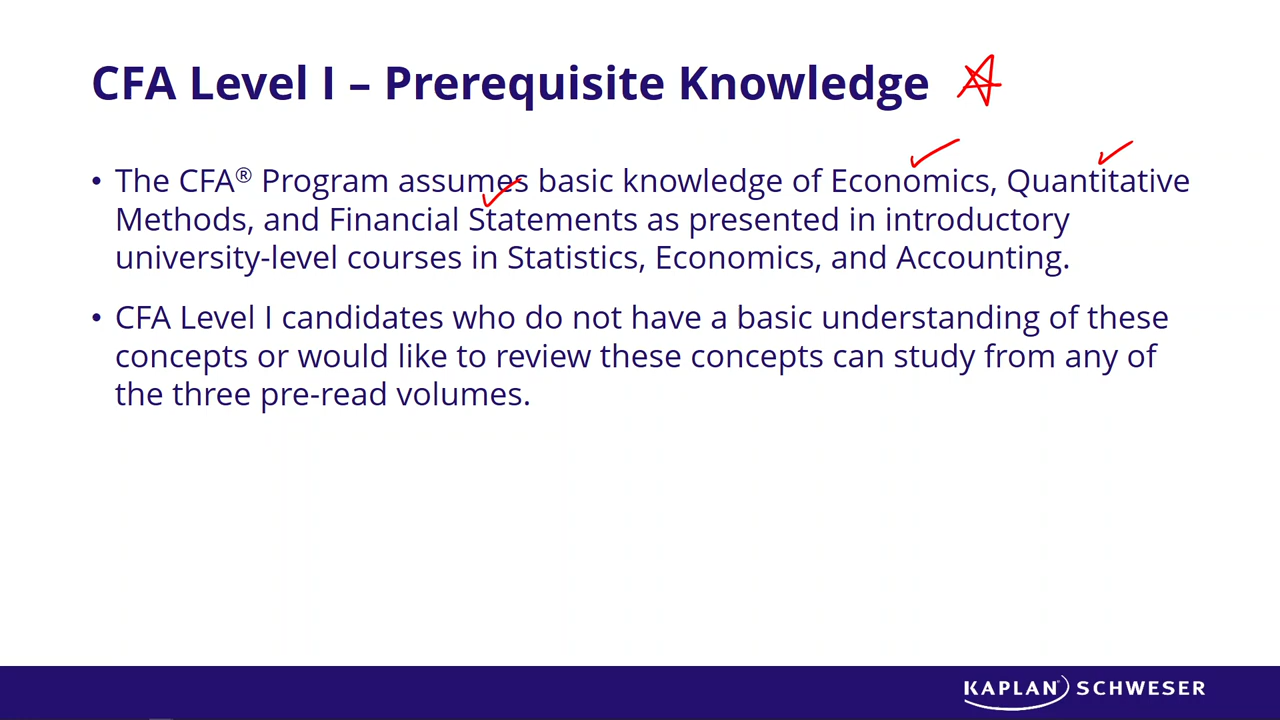 CFA Level I – Prerequisite Knowledge
• The CFA® Program assumes basic knowledge of Economics, Quantitative
Methods, and Financial Statements as presented in introductory
university-level courses in Statistics, Economics, and Accounting.
• CFA Level I candidates who do not have a basic understanding of these
concepts or would like to review these concepts can study from any of
the three pre-read volumes.
KAPLAN SCHWESER